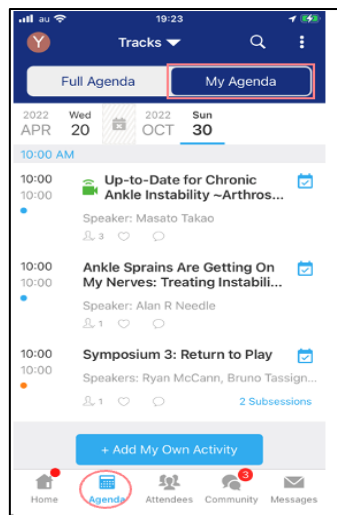 au 19:23
Y Tracks
Full Agenda My Agenda
2022 Wed 2022 Sun
APR 20 OCT 30
10:00 AM
10:00 Up-to-Date for Chronic
10:00 Ankle Instability ~Arthros...
Speaker: Masato Takao
3
10:00 Ankle Sprains Are Getting On
10:00 My Nerves: Treating Instabili...
Speaker: Alan R Needle
1
10:00 Symposium 3: Return to Play
10:00
Speakers: Ryan McCann, Bruno Tassign...
1 2 Subsessions
+ Add My Own Activity
3
Home Agenda Attendees Community Messages